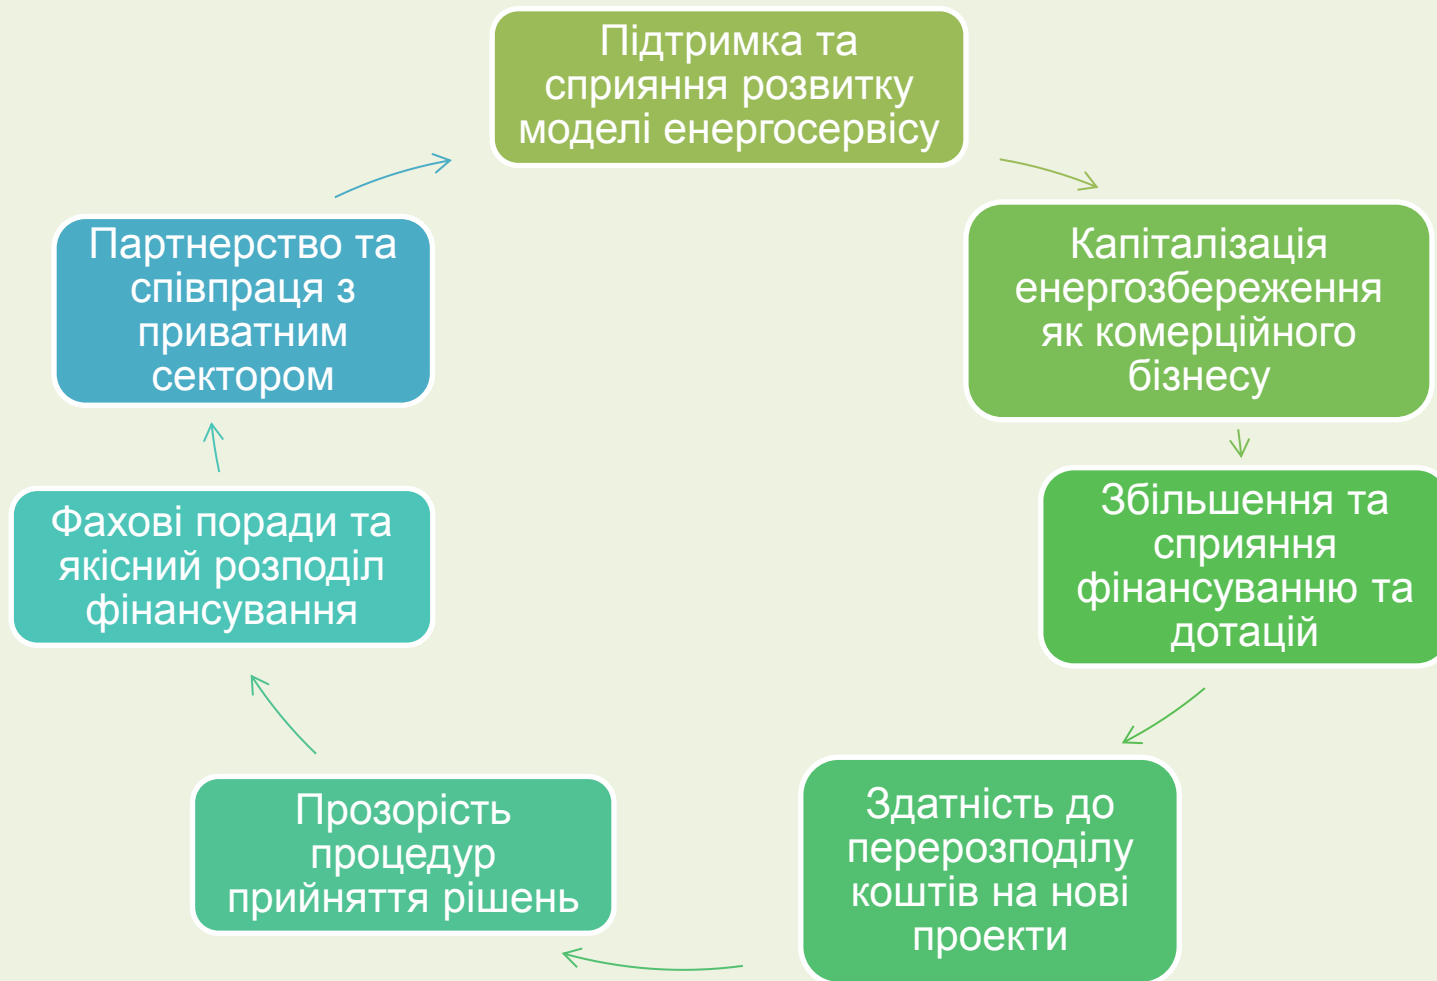 Підтримка та
сприяння розвитку
моделі енергосервісу
Капіталізація
енергозбереження
як комерційного
бізнесу
Збільшення та
сприяння
фінансуванню та
дотацій
Здатність до
перерозподілу
коштів на нові
проекти
Прозорість
процедур
прийняття рішень
Фахові поради та
якісний розподіл
фінансування
Партнерство та
співпраця з
приватним
сектором